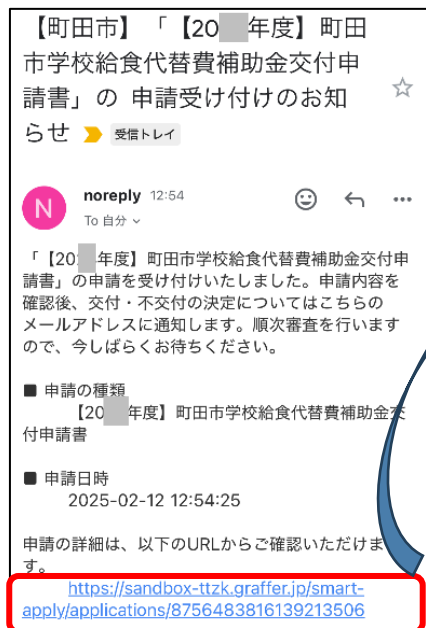 【町田市】「【20 年度】町田
市学校給食代替費補助金交付申
請書」の 申請受け付けのお知
らせ 受信トレイ
N
noreply 12:54
To 自分
「【20 年度】町田市学校給食代替費補助金交付申
請書」の申請を受け付けいたしました。申請内容を
確認後、交付・不交付の決定についてはこちらの
メールアドレスに通知します。順次審査を行います
ので、今しばらくお待ちください。
■ 申請の種類
【20 年度】町田市学校給食代替費補助金交
付申請書
■ 申請日時
2025-02-12 12:54:25
申請の詳細は、以下のURLからご確認いただけま
す。
https://sandbox-ttzk.graffer.jp/smart-
apply/applications/8756483816139213506